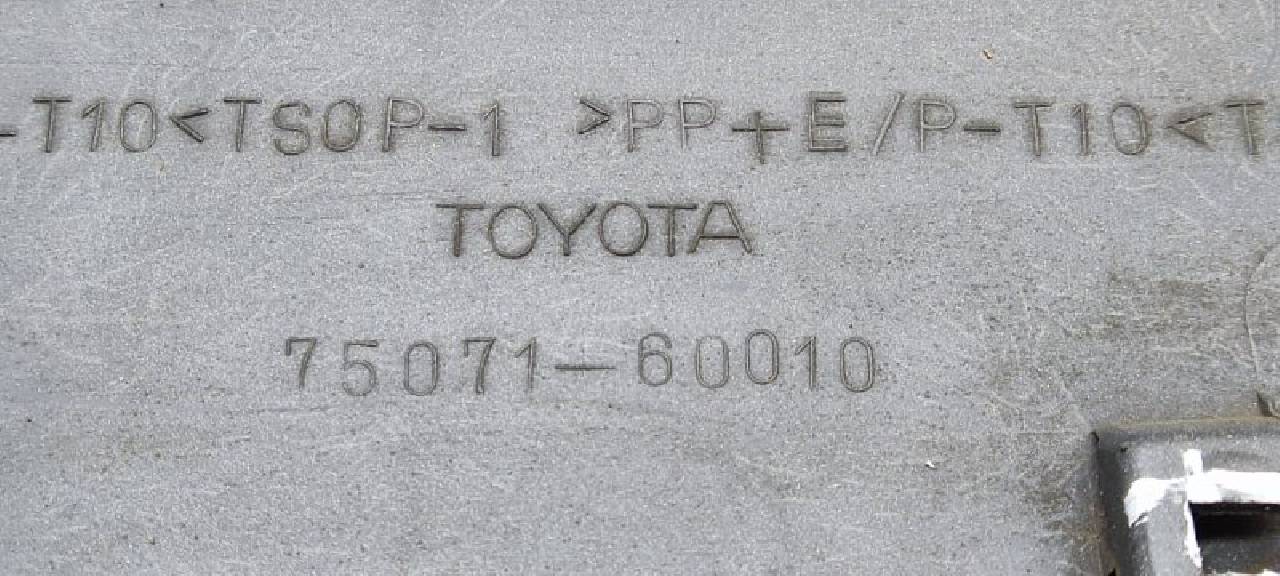 -T10<TSOP-1 >PP+E/P-T10<T
TOYOTA
75071-60010